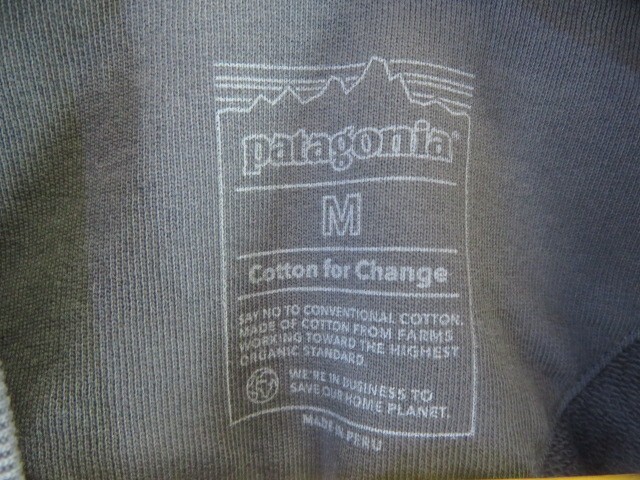 patagonia®
M
Cotton for Change
SAY NO TO CONVENTIONAL COTTON.
MADE OF COTTON FROM FARMS
WORKING TOWARD THE HIGHEST
ORGANIC STANDARD.
WE'RE IN BUSINESS TO
SAVE OUR HOME PLANET.
MADE IN PERU